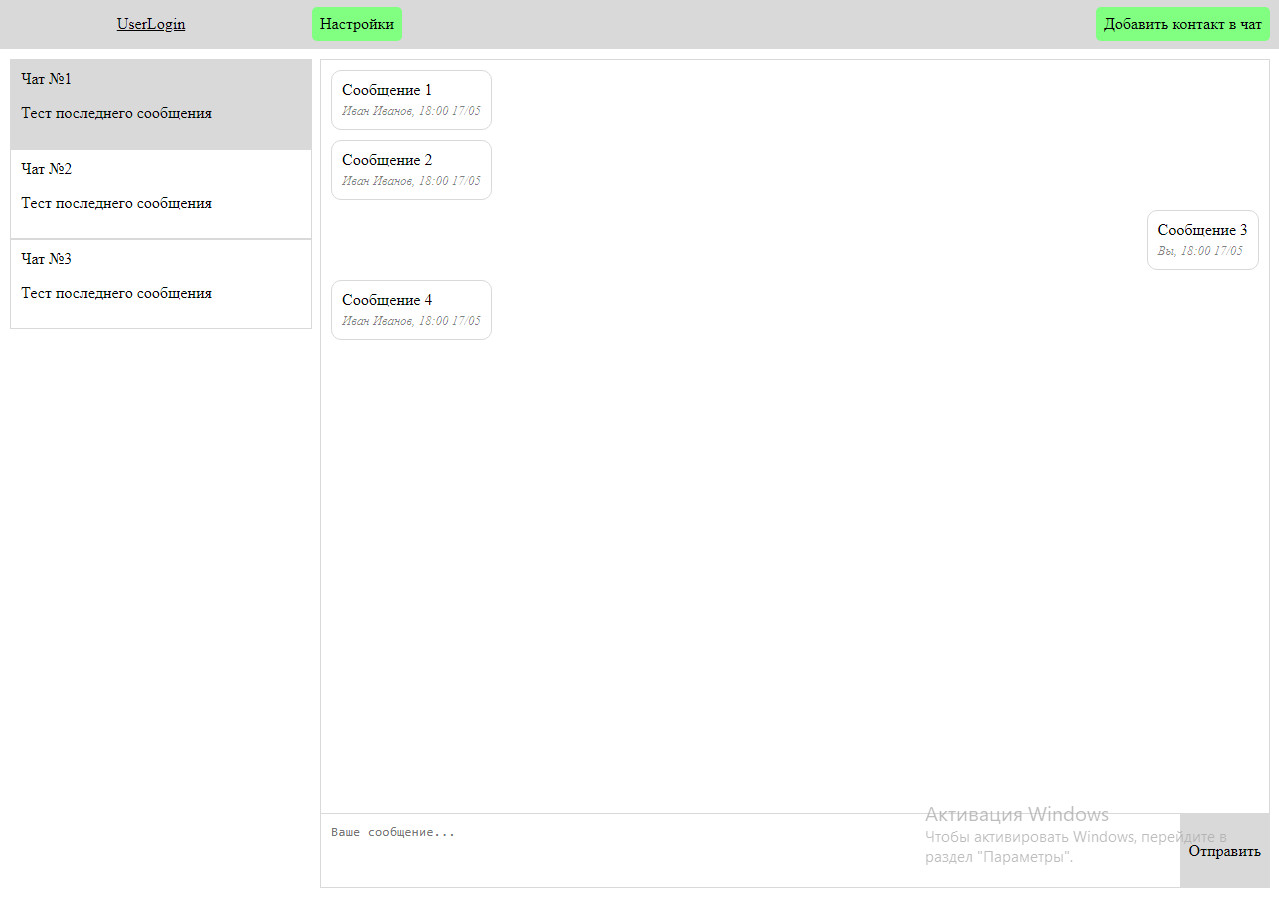 UserLogin
Настройки
Добавить контакт в чат
Чат №1
Тест последнего сообщения
Чат №2
Тест последнего сообщения
Чат №3
Тест последнего сообщения
Сообщение 1
Иван Иванов, 18:00 17/05
Сообщение 2
Иван Иванов, 18:00 17/05
Сообщение 3
Вы, 18:00 17/05
Сообщение 4
Иван Иванов, 18:00 17/05
Ваше сообщение...
Отправить
Активация Windows
Чтобы активировать Windows, перейдите в
раздел "Параметры".